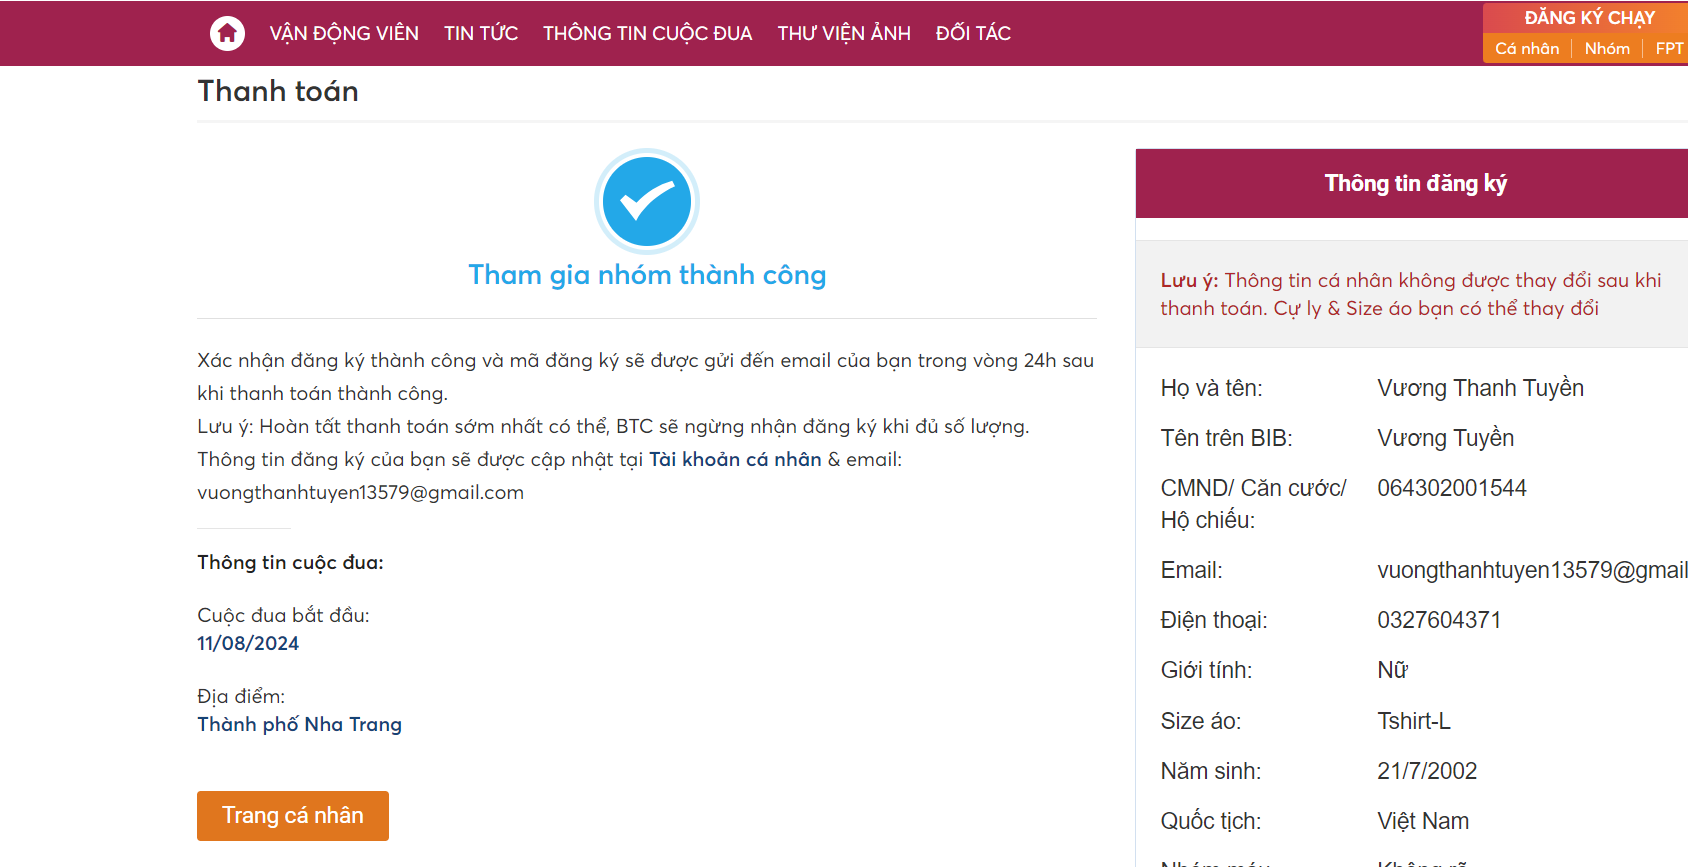 VẬN ĐỘNG VIÊN TIN TỨC THÔNG TIN CUỘC ĐUA THƯ VIỆN ẢNH ĐỐI TÁC
ĐĂNG KÝ CHẠY
Cá nhân Nhóm FPT
Thanh toán
Tham gia nhóm thành công
Xác nhận đăng ký thành công và mã đăng ký sẽ được gửi đến email của bạn trong vòng 24h sau
khi thanh toán thành công.
Lưu ý: Hoàn tất thanh toán sớm nhất có thể, BTC sẽ ngừng nhận đăng ký khi đủ số lượng.
Thông tin đăng ký của bạn sẽ được cập nhật tại Tài khoản cá nhân & email:
vuongthanhtuyen13579@gmail.com
Thông tin cuộc đua:
Cuộc đua bắt đầu:
11/08/2024
Địa điểm:
Thành phố Nha Trang
Trang cá nhân
Thông tin đăng ký
Lưu ý: Thông tin cá nhân không được thay đổi sau khi
thanh toán. Cự ly & Size áo bạn có thể thay đổi
Họ và tên: Vương Thanh Tuyền
Tên trên BIB: Vương Tuyền
CMND/ Căn cước/ 064302001544
Hộ chiếu:
Email: vuongthanhtuyen13579@gmail
Điện thoại: 0327604371
Giới tính: Nữ
Size áo: Tshirt-L
Năm sinh: 21/7/2002
Quốc tịch: Việt Nam